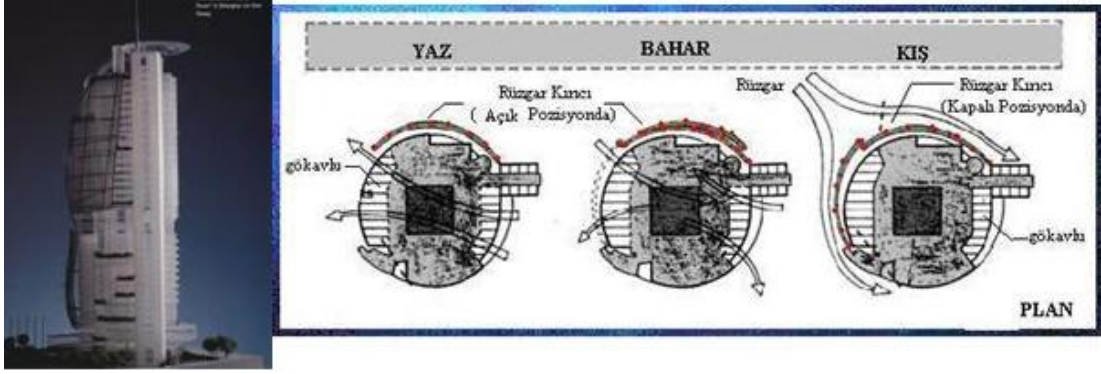 YAZ
BAHAR
KIŞ
Rüzgar Kırıcı
( Açık Pozisyonda)
Rüzgar
Rüzgar Kırıcı
(Kapalı Pozisyonda)
gökavlu
gökavlu
PLAN